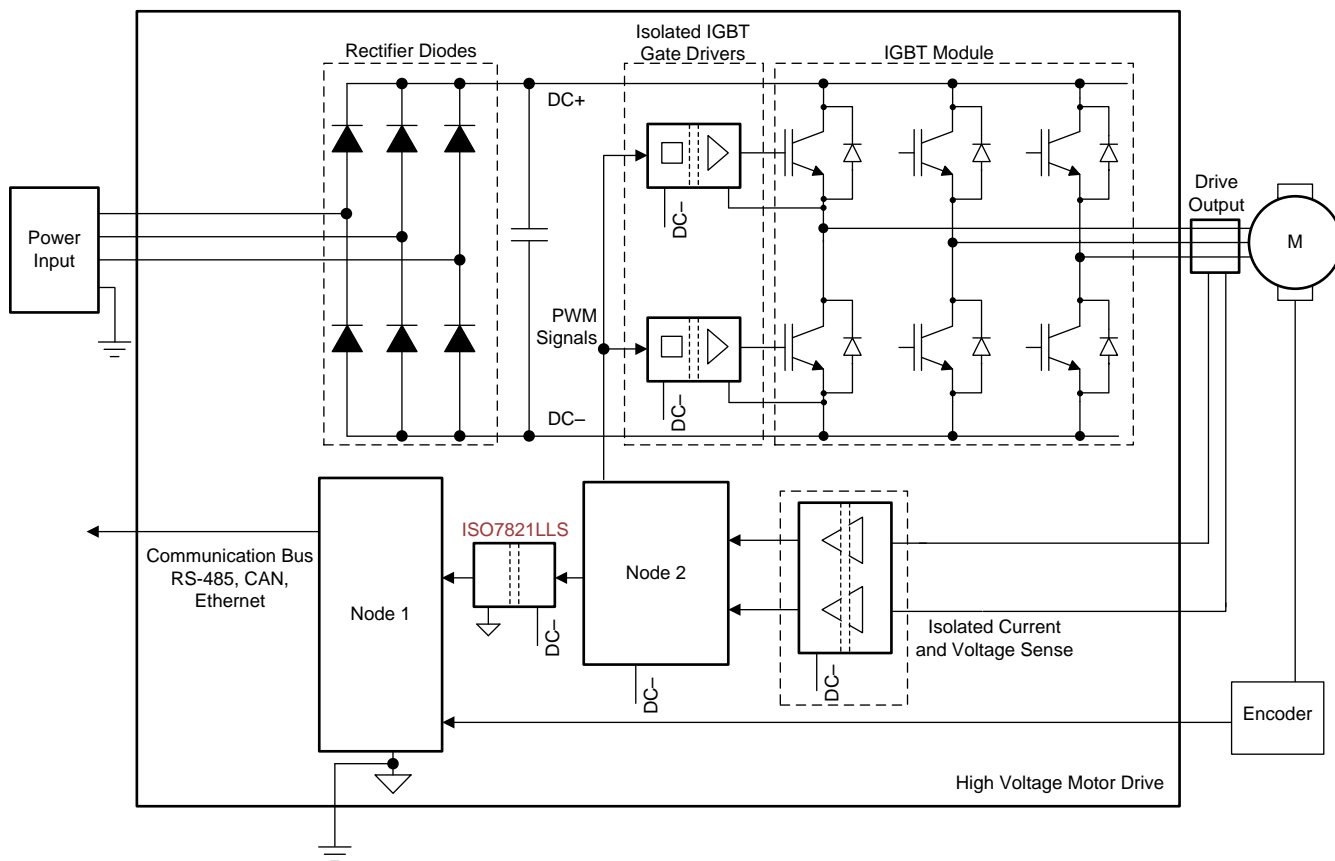 Rectifier Diodes
Isolated IGBT
Gate Drivers
IGBT Module
DC+
DC–
Drive
Output
Power
Input
M
PWM
Signals
DC–
DC–
ISO7821LLS
Communication Bus
RS-485, CAN,
Ethernet
Node 1
Node 2
DC–
DC–
DC–
Isolated Current
and Voltage Sense
Encoder
High Voltage Motor Drive